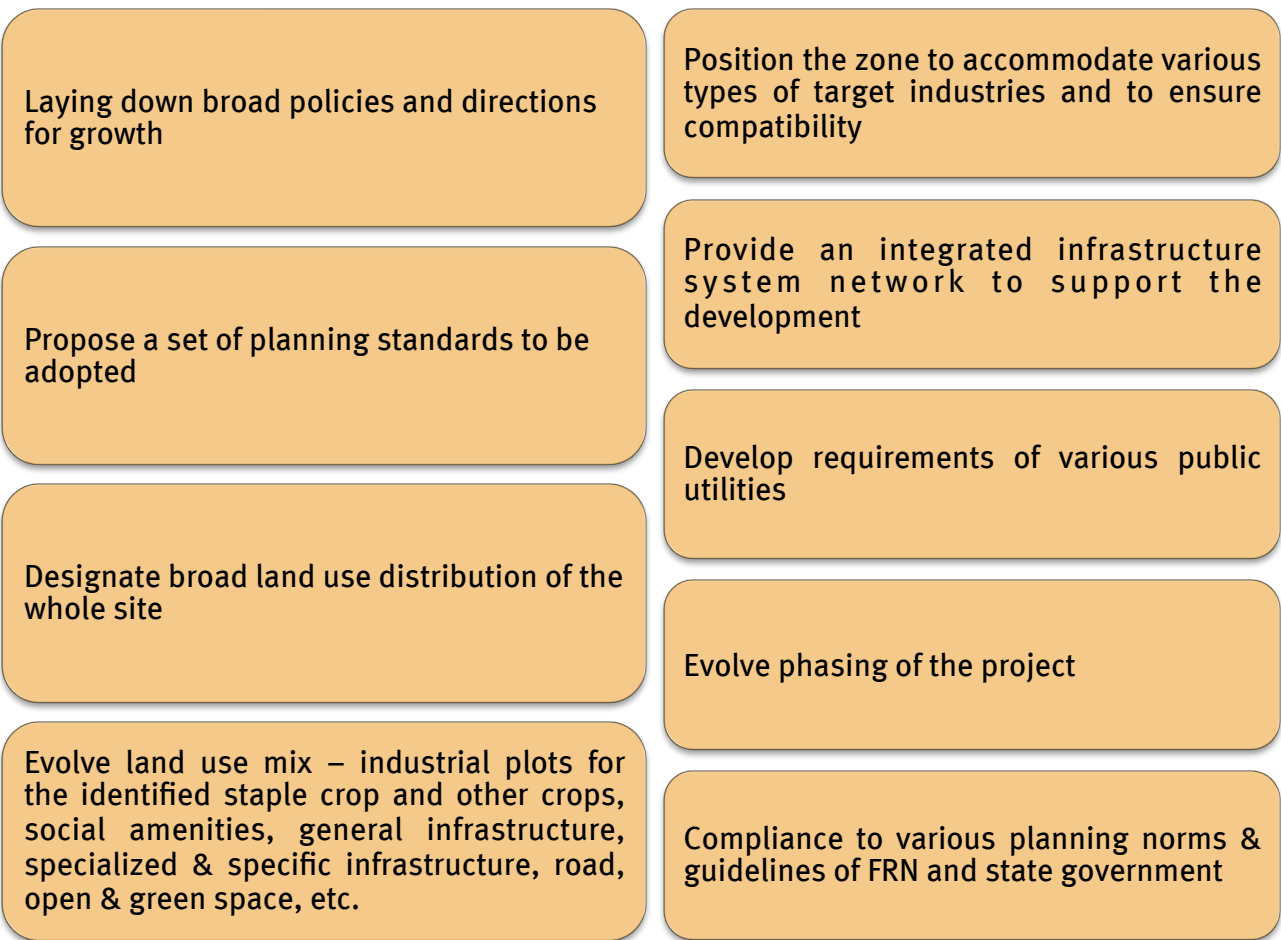 Laying down broad policies and directions
for growth
Propose a set of planning standards to be
adopted
Designate broad land use distribution of the
whole site
Evolve land use mix – industrial plots for
the identified staple crop and other crops,
social amenities, general infrastructure,
specialized & specific infrastructure, road,
open & green space, etc.
Position the zone to accommodate various
types of target industries and to ensure
compatibility
Provide an integrated infrastructure
system network to support the
development
Develop requirements of various public
utilities
Evolve phasing of the project
Compliance to various planning norms &
guidelines of FRN and state government